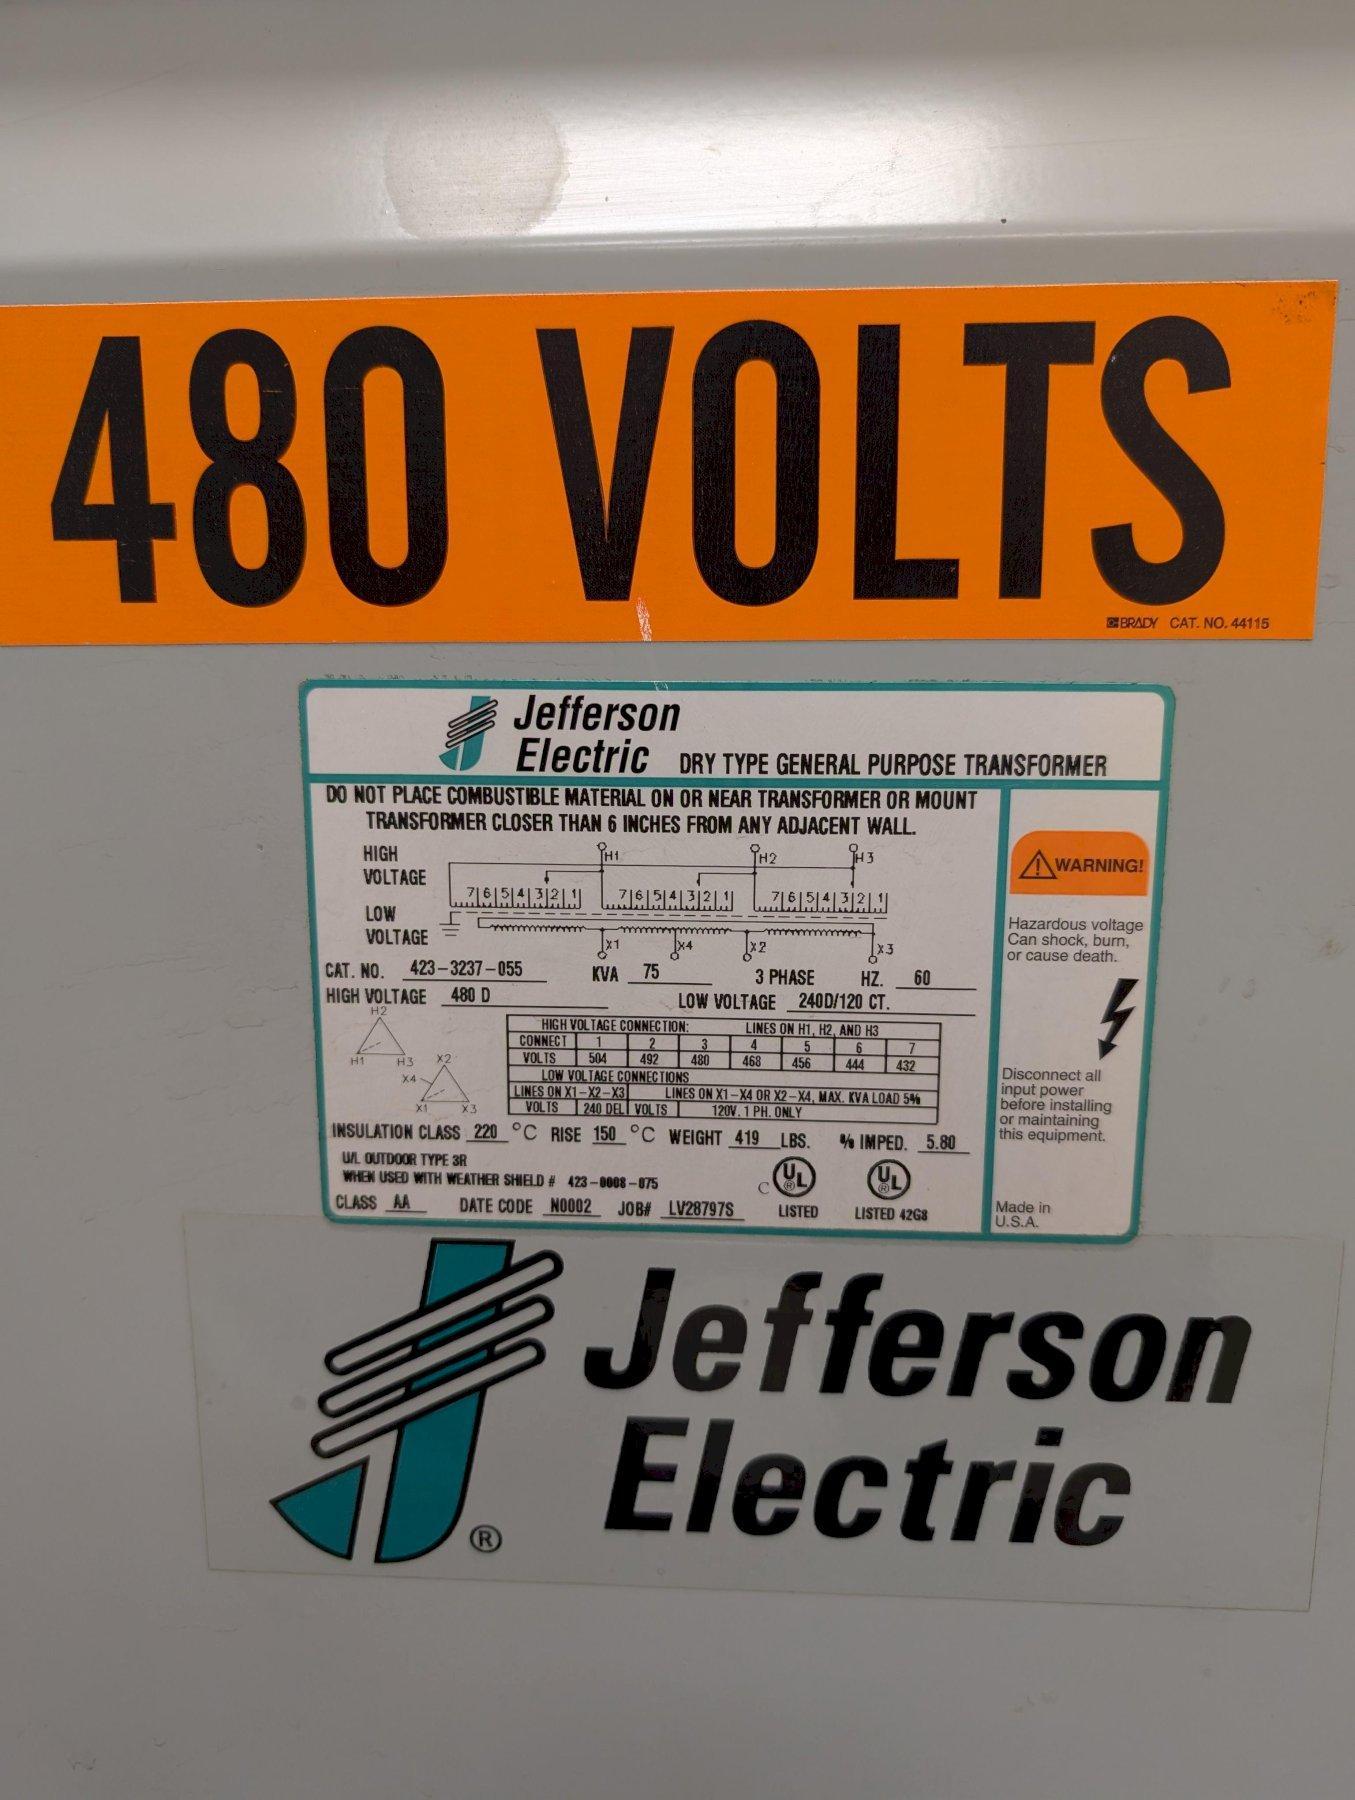 480 VOLTS
BRADY CAT. NO. 44115
Jefferson
Electric DRY TYPE GENERAL PURPOSE TRANSFORMER
DO NOT PLACE COMBUSTIBLE MATERIAL ON OR NEAR TRANSFORMER OR MOUNT
TRANSFORMER CLOSER THAN 6 INCHES FROM ANY ADJACENT WALL.
HIGH
VOLTAGE
H1 H2 H3
7 6 5 4 3 2 1 7 6 5 4 3 2 1 7 6 5 4 3 2 1
LOW
VOLTAGE
X1 X4 X2 X3
CAT. NO. 423-3237-055 KVA 75 3 PHASE HZ. 60
HIGH VOLTAGE 480 D LOW VOLTAGE 240D/120 CT.
H2
H1 H3
X2
X4
X1 X3
HIGH VOLTAGE CONNECTION: LINES ON H1, H2, AND H3
CONNECT 1 2 3 4 5 6 7
VOLTS 504 492 480 468 456 444 432
LOW VOLTAGE CONNECTIONS
LINES ON X1-X2-X3 LINES ON X1-X4 OR X2-X4, MAX. KVA LOAD 5%
VOLTS 240 DEL VOLTS 120V. 1 PH. ONLY
INSULATION CLASS 220 °C RISE 150 °C WEIGHT 419 LBS. % IMPED. 5.80
U/L OUTDOOR TYPE 3R
WHEN USED WITH WEATHER SHIELD # 423-0008-075
CLASS AA DATE CODE N0002 JOB# LV28797S
C UL ®
LISTED
UL ®
LISTED 42G8
WARNING!
Hazardous voltage
Can shock, burn,
or cause death.
Disconnect all
input power
before installing
or maintaining
this equipment.
Made in
U.S.A.
Jefferson
Electric
®